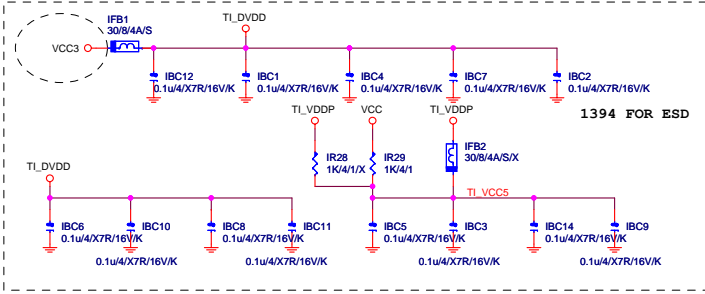 IFB1
30/8/4A/S
TI_DVDD
VCC3
IBC12
0.1u/4/X7R/16V/K
IBC1
0.1u/4/X7R/16V/K
IBC4
0.1u/4/X7R/16V/K
IBC7
0.1u/4/X7R/16V/K
IBC2
0.1u/4/X7R/16V/K
1394 FOR ESD
TI_VDDP
VCC
TI_VDDP
IR28
1K/4/1/X
IR29
1K/4/1
IFB2
30/8/4A/S/X
TI_DVDD
TI_VCC5
IBC6
0.1u/4/X7R/16V/K
IBC10
0.1u/4/X7R/16V/K
IBC8
0.1u/4/X7R/16V/K
IBC11
0.1u/4/X7R/16V/K
IBC5
0.1u/4/X7R/16V/K
IBC3
0.1u/4/X7R/16V/K
IBC14
0.1u/4/X7R/16V/K
IBC9
0.1u/4/X7R/16V/K